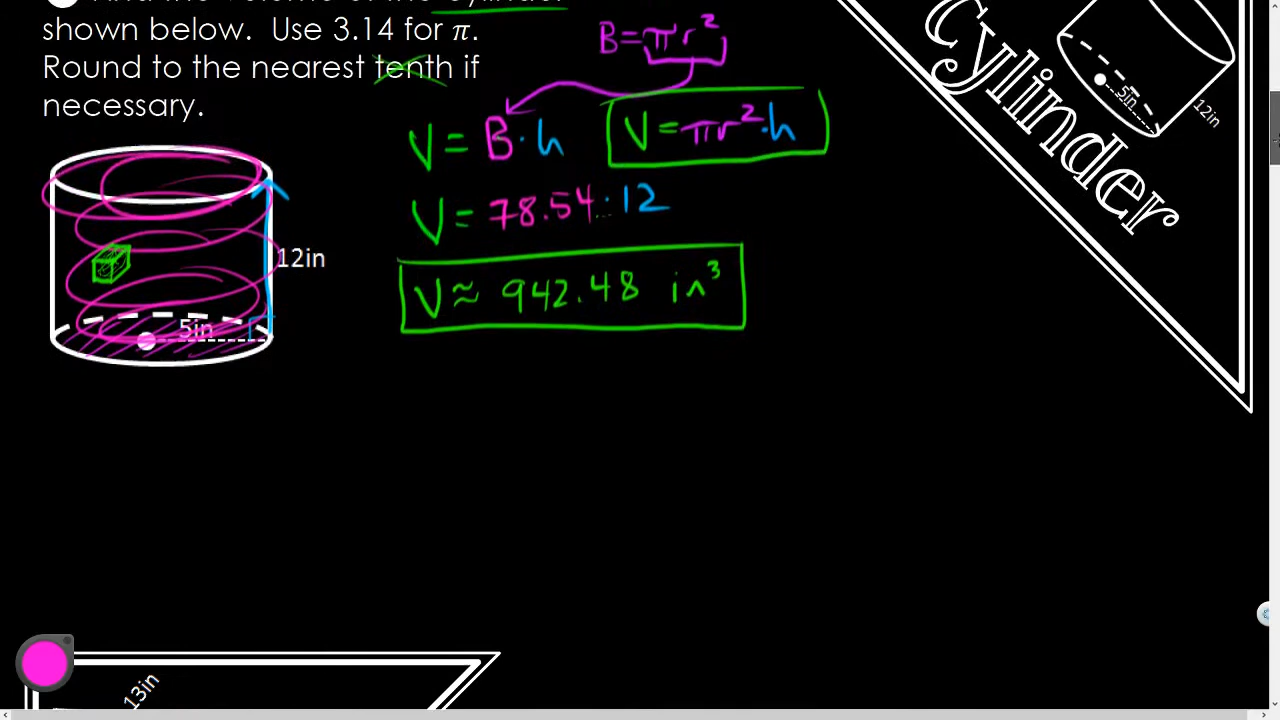 shown below. Use 3.14 for π.
Round to the nearest tenth if
necessary.
B=πr²
V = B · h
V = πr² · h
V = 78.54 · 12
V ≈ 942.48 in³
12in
5in
Cylinder
5in
12in
13in